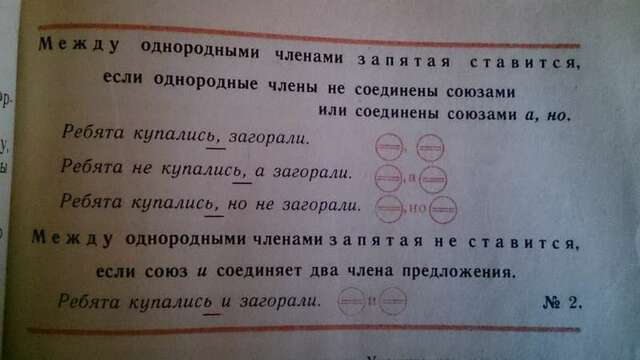 Между однородными членами запятая ставится,
если однородные члены не соединены союзами
или соединены союзами а, но.
Ребята купались, загорали. ,
Ребята не купались, а загорали. , а
Ребята купались, но не загорали. , но
Между однородными членами запятая не ставится,
если союз и соединяет два члена предложения.
Ребята купались и загорали. и № 2.